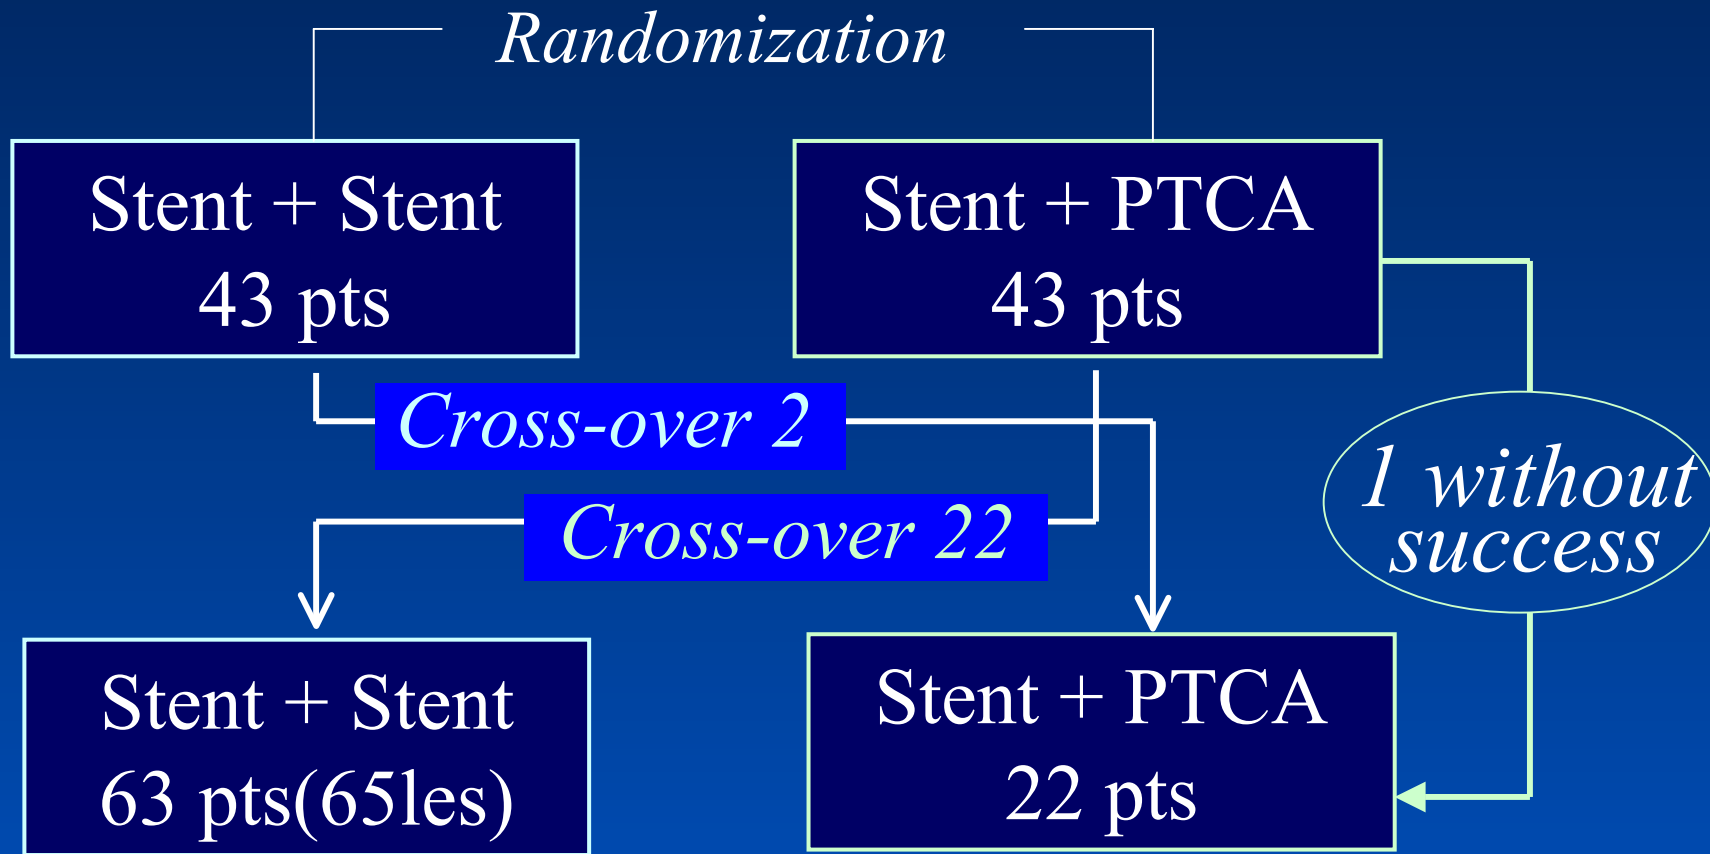 Randomization
Stent + Stent
43 pts
Stent + PTCA
43 pts
Cross-over 2
Cross-over 22
1 without
success
Stent + Stent
63 pts(65les)
Stent + PTCA
22 pts